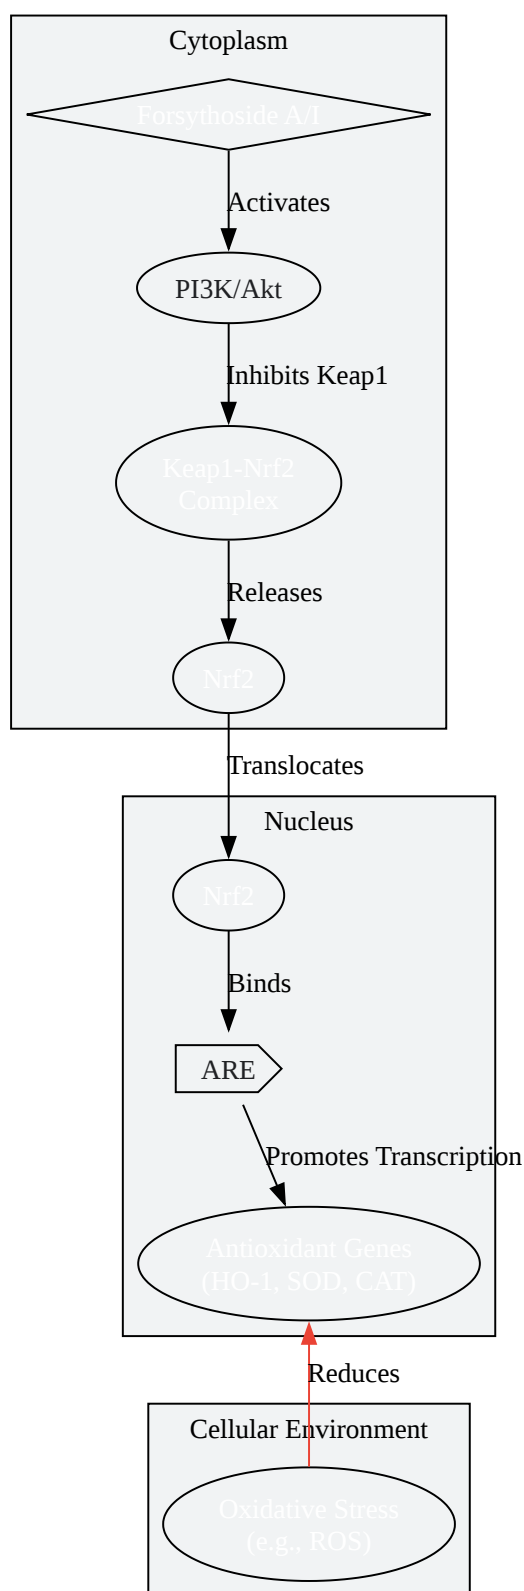 Cytoplasm
Forsythoside A/I
Activates
PI3K/Akt
Inhibits Keap1
Keap1-Nrf2
Complex
Releases
Nrf2
Translocates
Nucleus
Nrf2
Binds
ARE
Promotes Transcription
Antioxidant Genes
(HO-1, SOD, CAT)
Reduces
Cellular Environment
Oxidative Stress
(e.g., ROS)